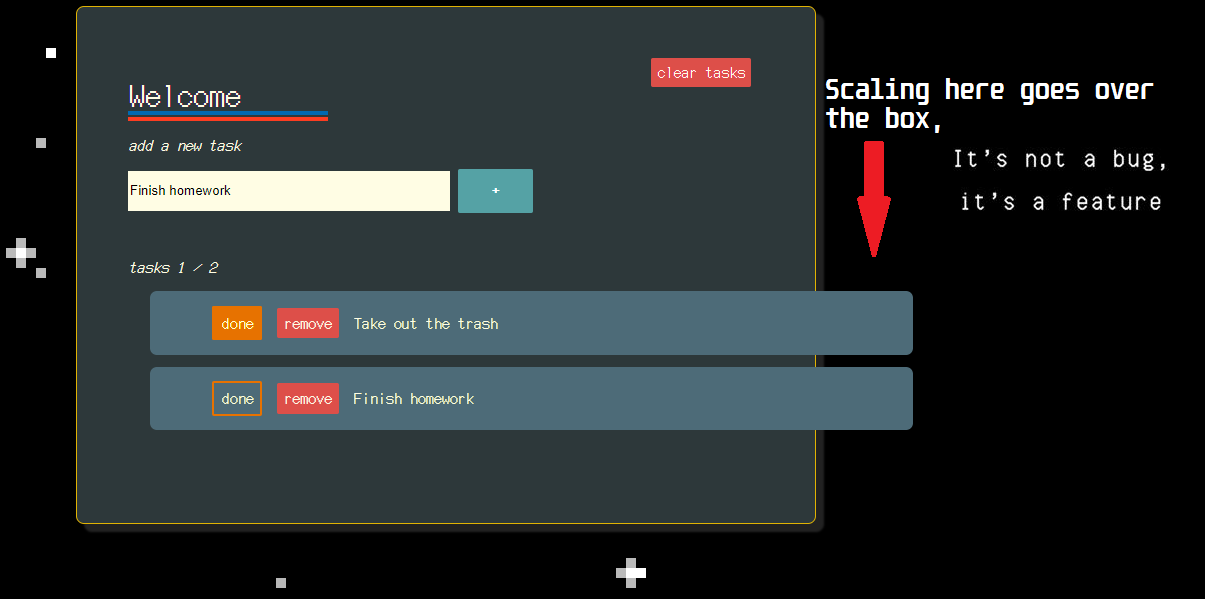 clear tasks
Welcome
add a new task
Finish homework
+
tasks 1 / 2
done remove Take out the trash
done remove Finish homework
Scaling here goes over
the box,
It's not a bug,
it's a feature